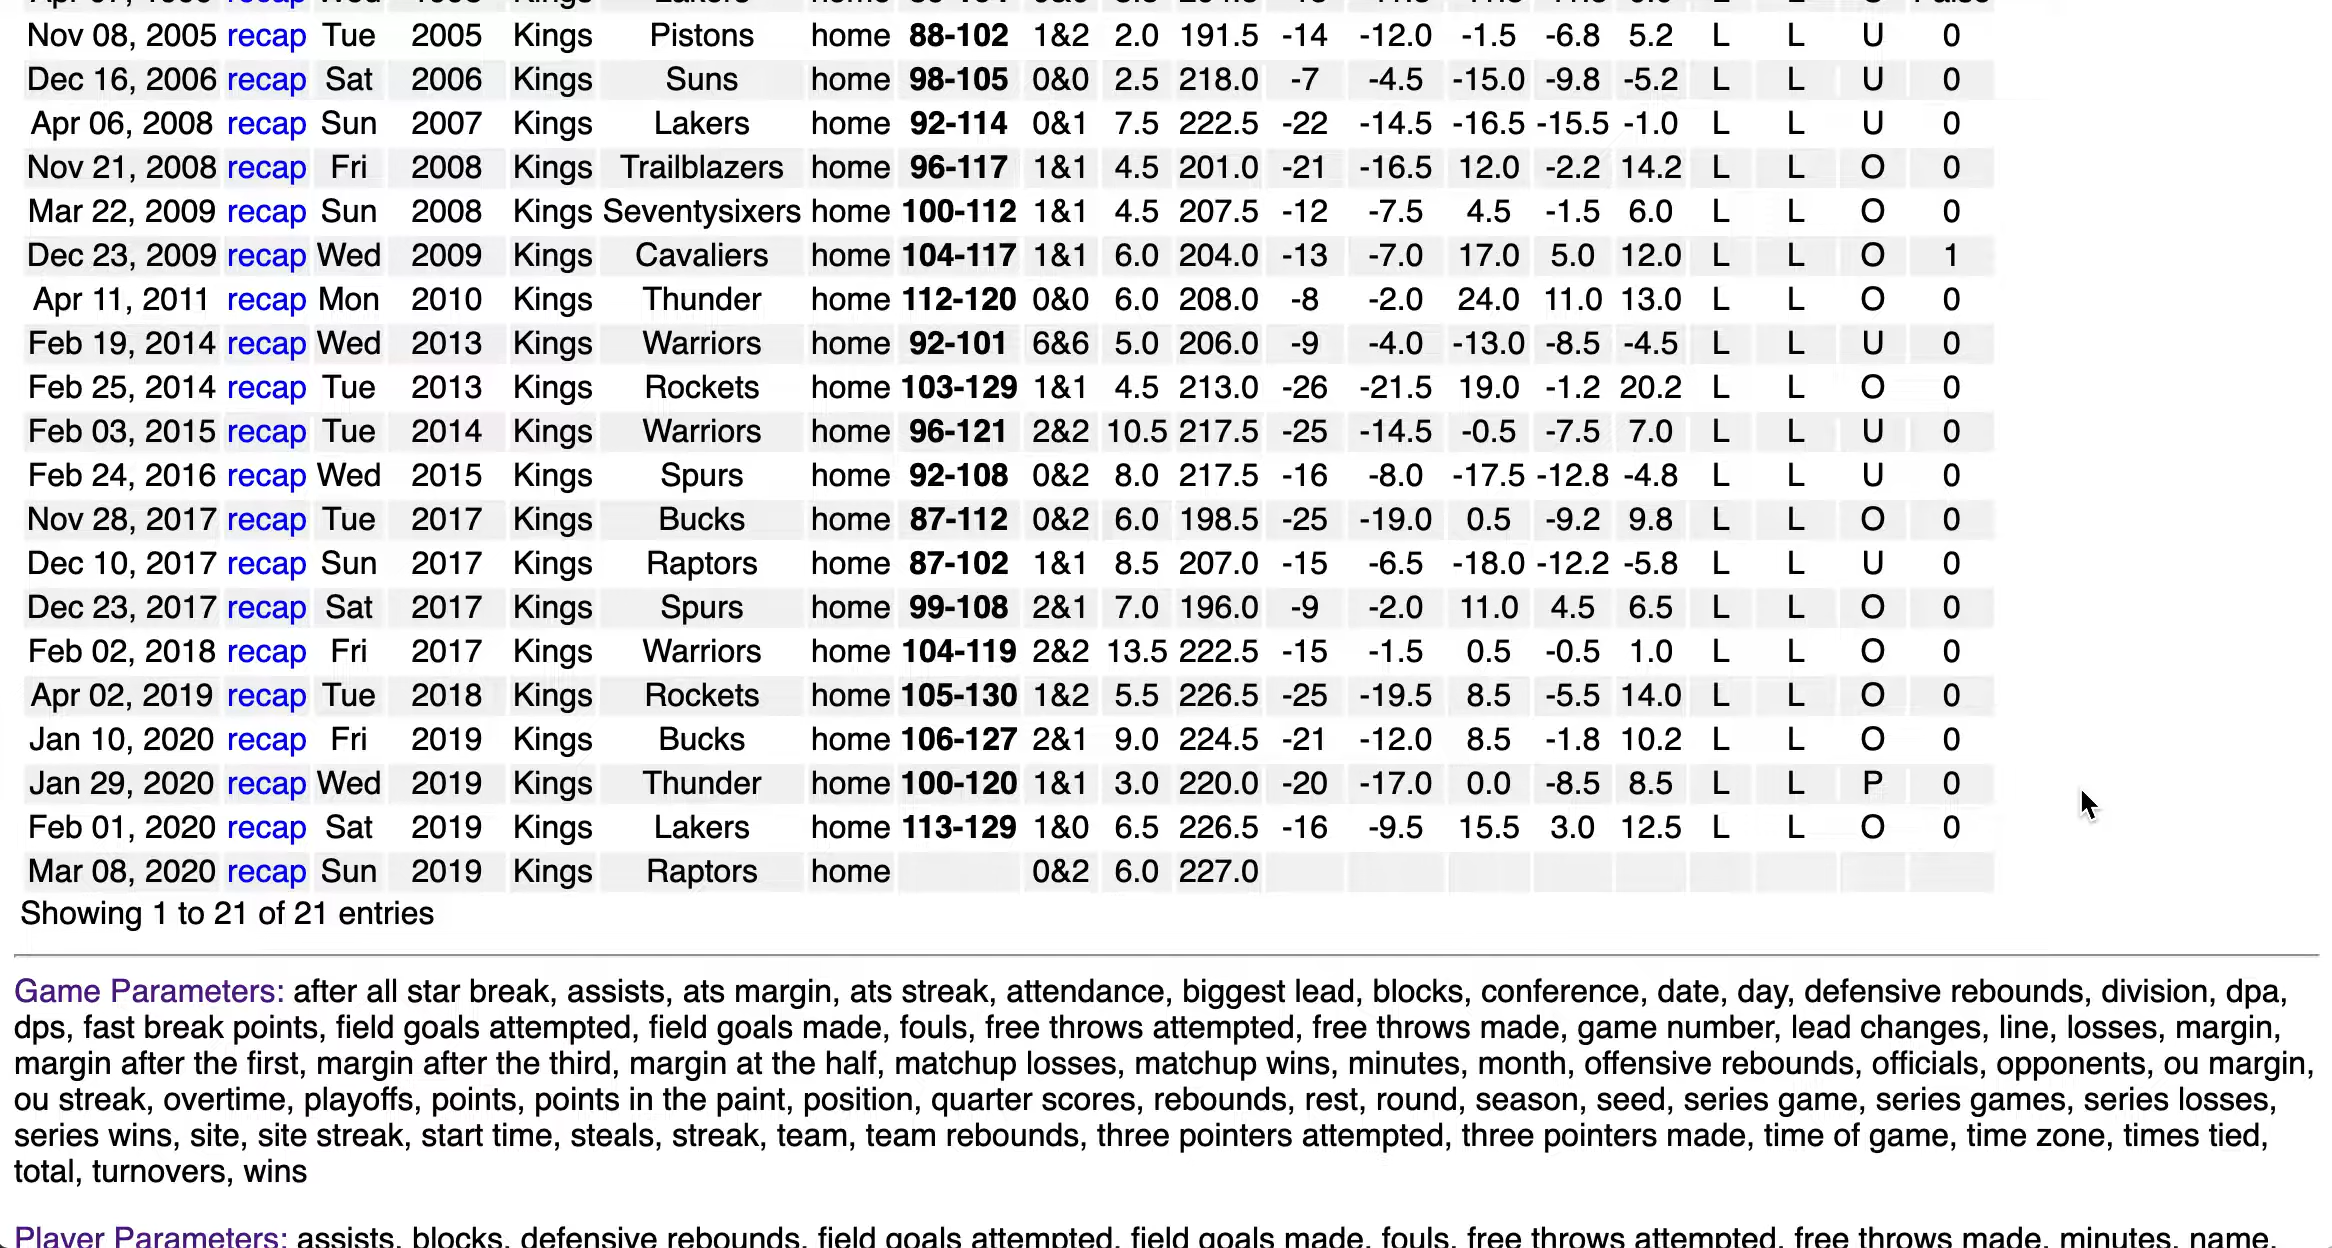 Nov 08, 2005 recap Tue 2005 Kings Pistons home 88-102 1&2 2.0 191.5 -14 -12.0 -1.5 -6.8 5.2 L L U 0
Dec 16, 2006 recap Sat 2006 Kings Suns home 98-105 0&0 2.5 218.0 -7 -4.5 -15.0 -9.8 -5.2 L L U 0
Apr 06, 2008 recap Sun 2007 Kings Lakers home 92-114 0&1 7.5 222.5 -22 -14.5 -16.5 -15.5 -1.0 L L U 0
Nov 21, 2008 recap Fri 2008 Kings Trailblazers home 96-117 1&1 4.5 201.0 -21 -16.5 12.0 -2.2 14.2 L L O 0
Mar 22, 2009 recap Sun 2008 Kings Seventysixers home 100-112 1&1 4.5 207.5 -12 -7.5 4.5 -1.5 6.0 L L O 0
Dec 23, 2009 recap Wed 2009 Kings Cavaliers home 104-117 1&1 6.0 204.0 -13 -7.0 17.0 5.0 12.0 L L O 1
Apr 11, 2011 recap Mon 2010 Kings Thunder home 112-120 0&0 6.0 208.0 -8 -2.0 24.0 11.0 13.0 L L O 0
Feb 19, 2014 recap Wed 2013 Kings Warriors home 92-101 6&6 5.0 206.0 -9 -4.0 -13.0 -8.5 -4.5 L L U 0
Feb 25, 2014 recap Tue 2013 Kings Rockets home 103-129 1&1 4.5 213.0 -26 -21.5 19.0 -1.2 20.2 L L O 0
Feb 03, 2015 recap Tue 2014 Kings Warriors home 96-121 2&2 10.5 217.5 -25 -14.5 -0.5 -7.5 7.0 L L U 0
Feb 24, 2016 recap Wed 2015 Kings Spurs home 92-108 0&2 8.0 217.5 -16 -8.0 -17.5 -12.8 -4.8 L L U 0
Nov 28, 2017 recap Tue 2017 Kings Bucks home 87-112 0&2 6.0 198.5 -25 -19.0 0.5 -9.2 9.8 L L O 0
Dec 10, 2017 recap Sun 2017 Kings Raptors home 87-102 1&1 8.5 207.0 -15 -6.5 -18.0 -12.2 -5.8 L L U 0
Dec 23, 2017 recap Sat 2017 Kings Spurs home 99-108 2&1 7.0 196.0 -9 -2.0 11.0 4.5 6.5 L L O 0
Feb 02, 2018 recap Fri 2017 Kings Warriors home 104-119 2&2 13.5 222.5 -15 -1.5 0.5 -0.5 1.0 L L O 0
Apr 02, 2019 recap Tue 2018 Kings Rockets home 105-130 1&2 5.5 226.5 -25 -19.5 8.5 -5.5 14.0 L L O 0
Jan 10, 2020 recap Fri 2019 Kings Bucks home 106-127 2&1 9.0 224.5 -21 -12.0 8.5 -1.8 10.2 L L O 0
Jan 29, 2020 recap Wed 2019 Kings Thunder home 100-120 1&1 3.0 220.0 -20 -17.0 0.0 -8.5 8.5 L L P 0
Feb 01, 2020 recap Sat 2019 Kings Lakers home 113-129 1&0 6.5 226.5 -16 -9.5 15.5 3.0 12.5 L L O 0
Mar 08, 2020 recap Sun 2019 Kings Raptors home 0&2 6.0 227.0
Showing 1 to 21 of 21 entries
Game Parameters: after all star break, assists, ats margin, ats streak, attendance, biggest lead, blocks, conference, date, day, defensive rebounds, division, dpa,
dps, fast break points, field goals attempted, field goals made, fouls, free throws attempted, free throws made, game number, lead changes, line, losses, margin,
margin after the first, margin after the third, margin at the half, matchup losses, matchup wins, minutes, month, offensive rebounds, officials, opponents, ou margin,
ou streak, overtime, playoffs, points, points in the paint, position, quarter scores, rebounds, rest, round, season, seed, series game, series games, series losses,
series wins, site, site streak, start time, steals, streak, team, team rebounds, three pointers attempted, three pointers made, time of game, time zone, times tied,
total, turnovers, wins
Player Parameters: assists, blocks, defensive rebounds, field goals attempted, field goals made, fouls, free throws attempted, free throws made, minutes, name,